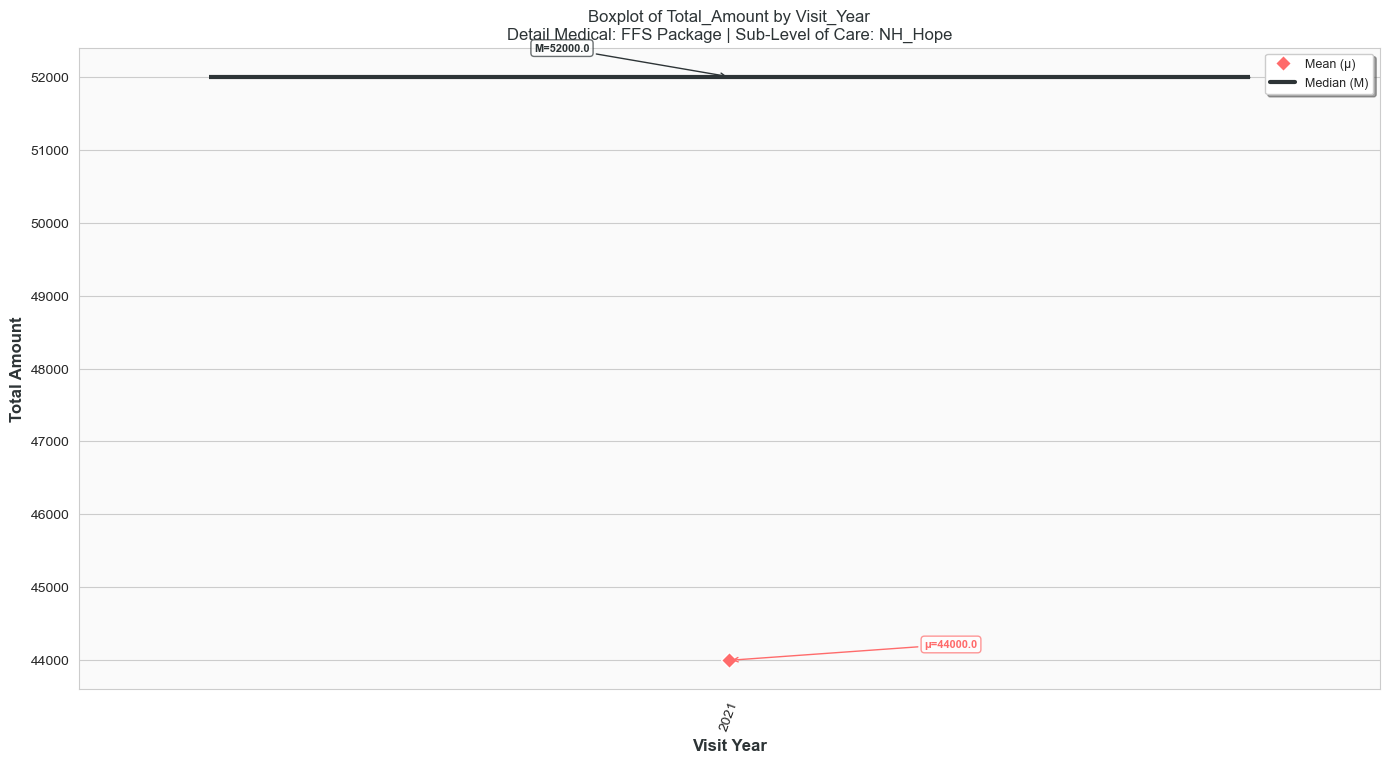 Boxplot of Total_Amount by Visit_Year
Detail Medical: FFS Package | Sub-Level of Care: NH_Hope
M=52000.0
Mean (μ)
Median (M)
52000
51000
50000
49000
48000
47000
46000
45000
44000
Total Amount
μ=44000.0
2021
Visit Year